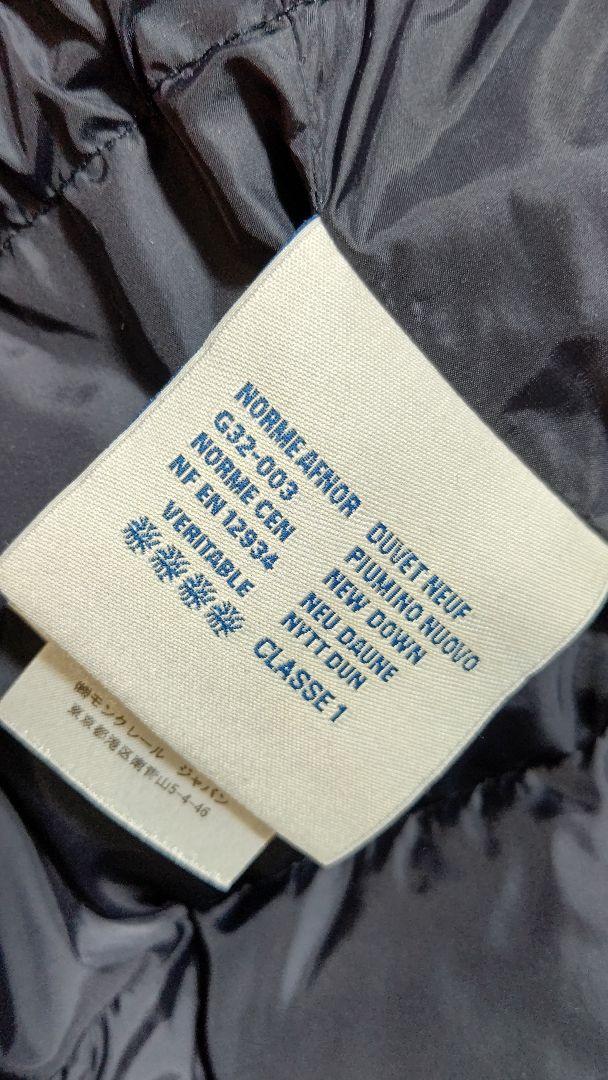 NORME AFNOR
G32-003
NORME CEN
NF EN 12934
VERITABLE
DUVET NEUF
PIUMINO NUOVO
NEW DOWN
NEU DAUNE
NYTT DUN
CLASSE 1
㈱モンクレール ジャパン
東京都港区南青山5-4-46